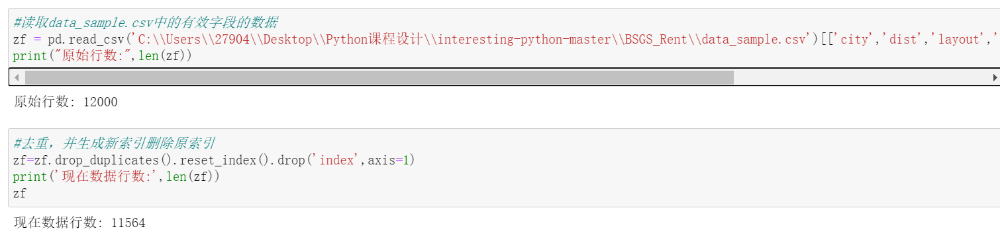 #读取data_sample.csv中的有效字段的数据
zf = pd.read_csv('C:\\Users\\27904\\Desktop\\Python课程设计\\interesting-python-master\\BSGS_Rent\\data_sample.csv')[['city','dist','layout','
print("原始行数:",len(zf))
原始行数: 12000
#去重，并生成新索引删除原索引
zf=zf.drop_duplicates().reset_index().drop('index',axis=1)
print('现在数据行数:',len(zf))
zf
现在数据行数: 11564